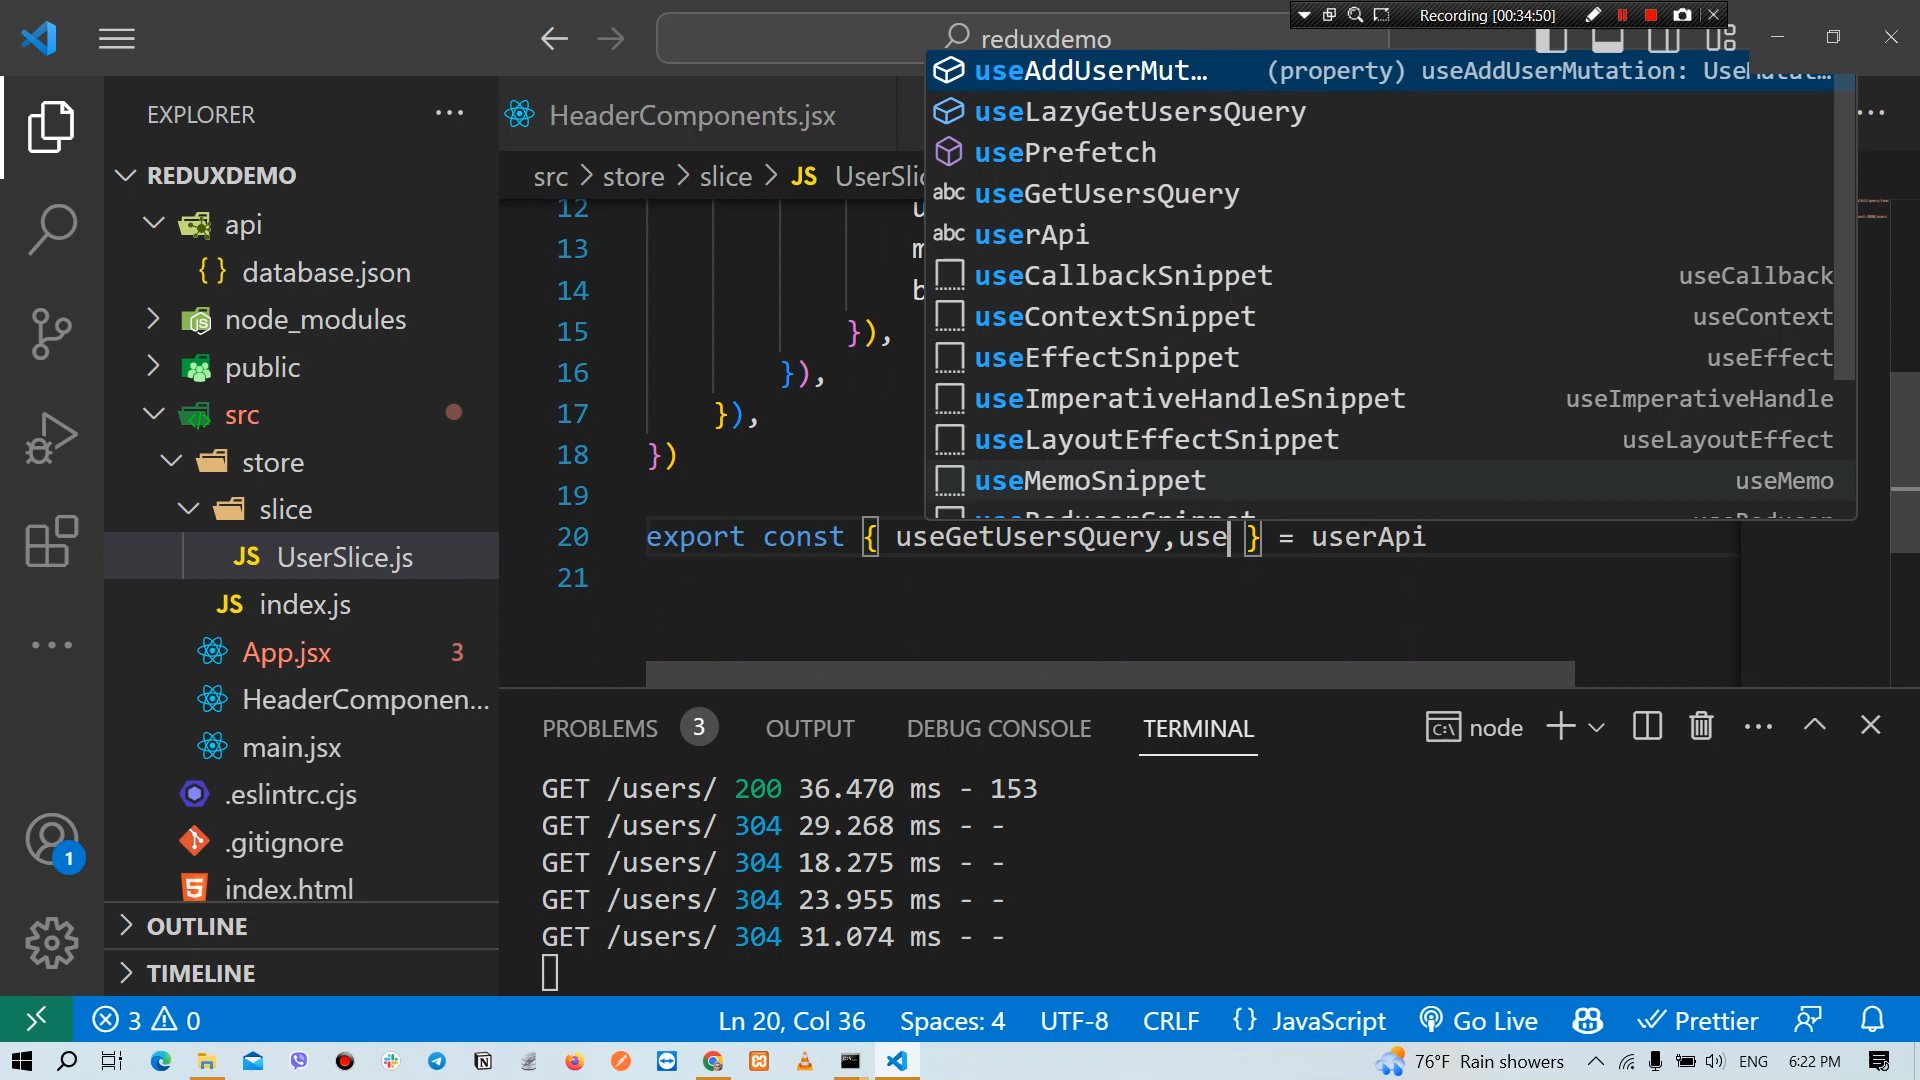 Recording [00:34:50]
reduxdemo
EXPLORER
REDUXDEMO
api
{ } database.json
node_modules
public
src
store
slice
JS UserSlice.js
JS index.js
App.jsx 3
HeaderComponen...
main.jsx
.eslintrc.cjs
.gitignore
index.html
OUTLINE
TIMELINE
1
HeaderComponents.jsx
src > store > slice > JS UserSlic
12 u
13 m
14 b
15 }),
16 }),
17 }),
18 })
19
20 export const { useGetUsersQuery,use } = userApi
21
useAddUserMut... (property) useAddUserMutation: UseMutat...
useLazyGetUsersQuery
usePrefetch
abc useGetUsersQuery
abc userApi
useCallbackSnippet useCallback
useContextSnippet useContext
useEffectSnippet useEffect
useImperativeHandleSnippet useImperativeHandle
useLayoutEffectSnippet useLayoutEffect
useMemoSnippet useMemo
useReducerSnippet useReducer
PROBLEMS 3 OUTPUT DEBUG CONSOLE TERMINAL
node
GET /users/ 200 36.470 ms - 153
GET /users/ 304 29.268 ms - -
GET /users/ 304 18.275 ms - -
GET /users/ 304 23.955 ms - -
GET /users/ 304 31.074 ms - -
3 0
Ln 20, Col 36 Spaces: 4 UTF-8 CRLF { } JavaScript Go Live Prettier
76°F Rain showers ENG 6:22 PM